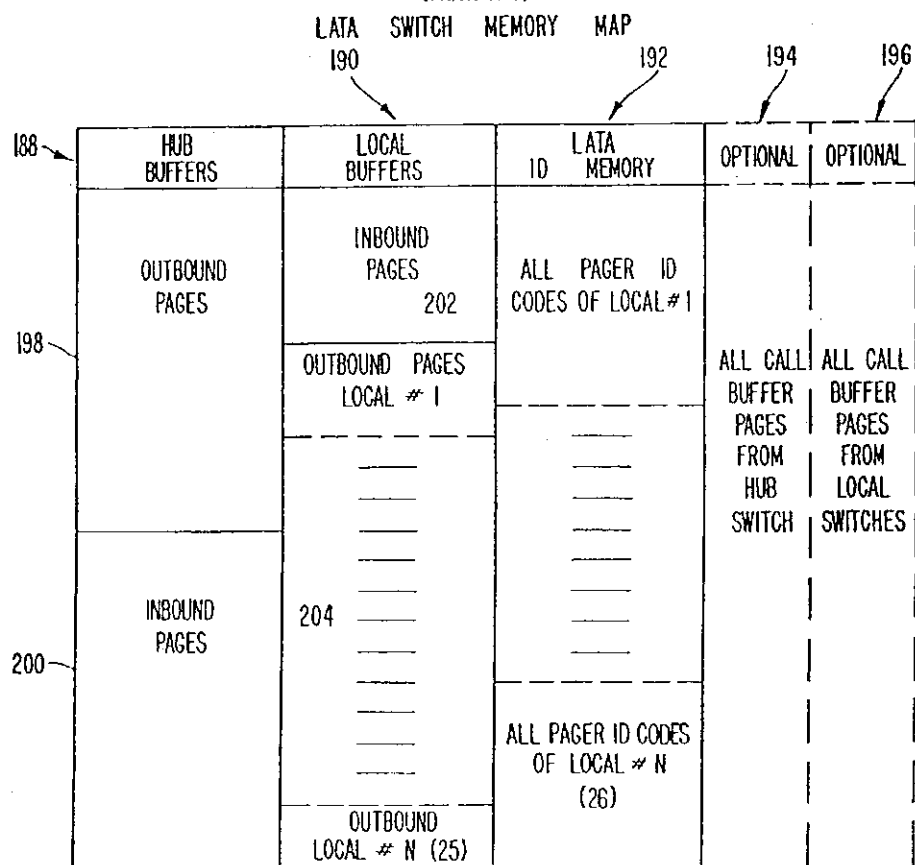 LATA SWITCH MEMORY MAP
190
192
194
196
188
HUB
BUFFERS
LOCAL
BUFFERS
LATA
ID MEMORY
OPTIONAL
OPTIONAL
OUTBOUND
PAGES
198
INBOUND
PAGES
200
INBOUND
PAGES
202
OUTBOUND PAGES
LOCAL # 1
204
OUTBOUND
LOCAL # N (25)
ALL PAGER ID
CODES OF LOCAL # 1
ALL PAGER ID CODES
OF LOCAL # N
(26)
ALL CALL
BUFFER
PAGES
FROM
HUB
SWITCH
ALL CALL
BUFFER
PAGES
FROM
LOCAL
SWITCHES